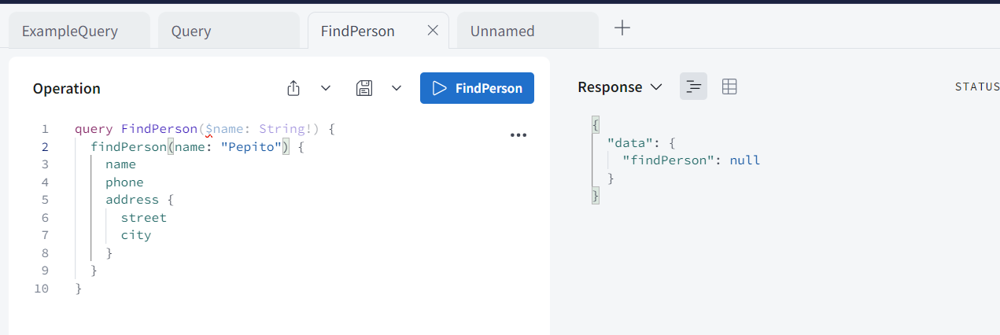 ExampleQuery
Query
FindPerson
Unnamed
Operation
FindPerson
1 query FindPerson($name: String!) {
2 findPerson(name: "Pepito") {
3 name
4 phone
5 address {
6 street
7 city
8 }
9 }
10 }
Response
STATUS
{
"data": {
"findPerson": null
}
}